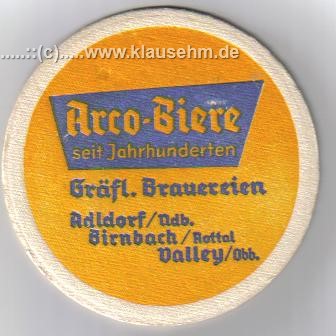 .....::(c).....www.klausehm.de
Arco-Biere
seit Jahrhunderten
Gräfl. Brauereien
Adldorf/Ndb.
Birnbach/Rottal
Valley/Obb.